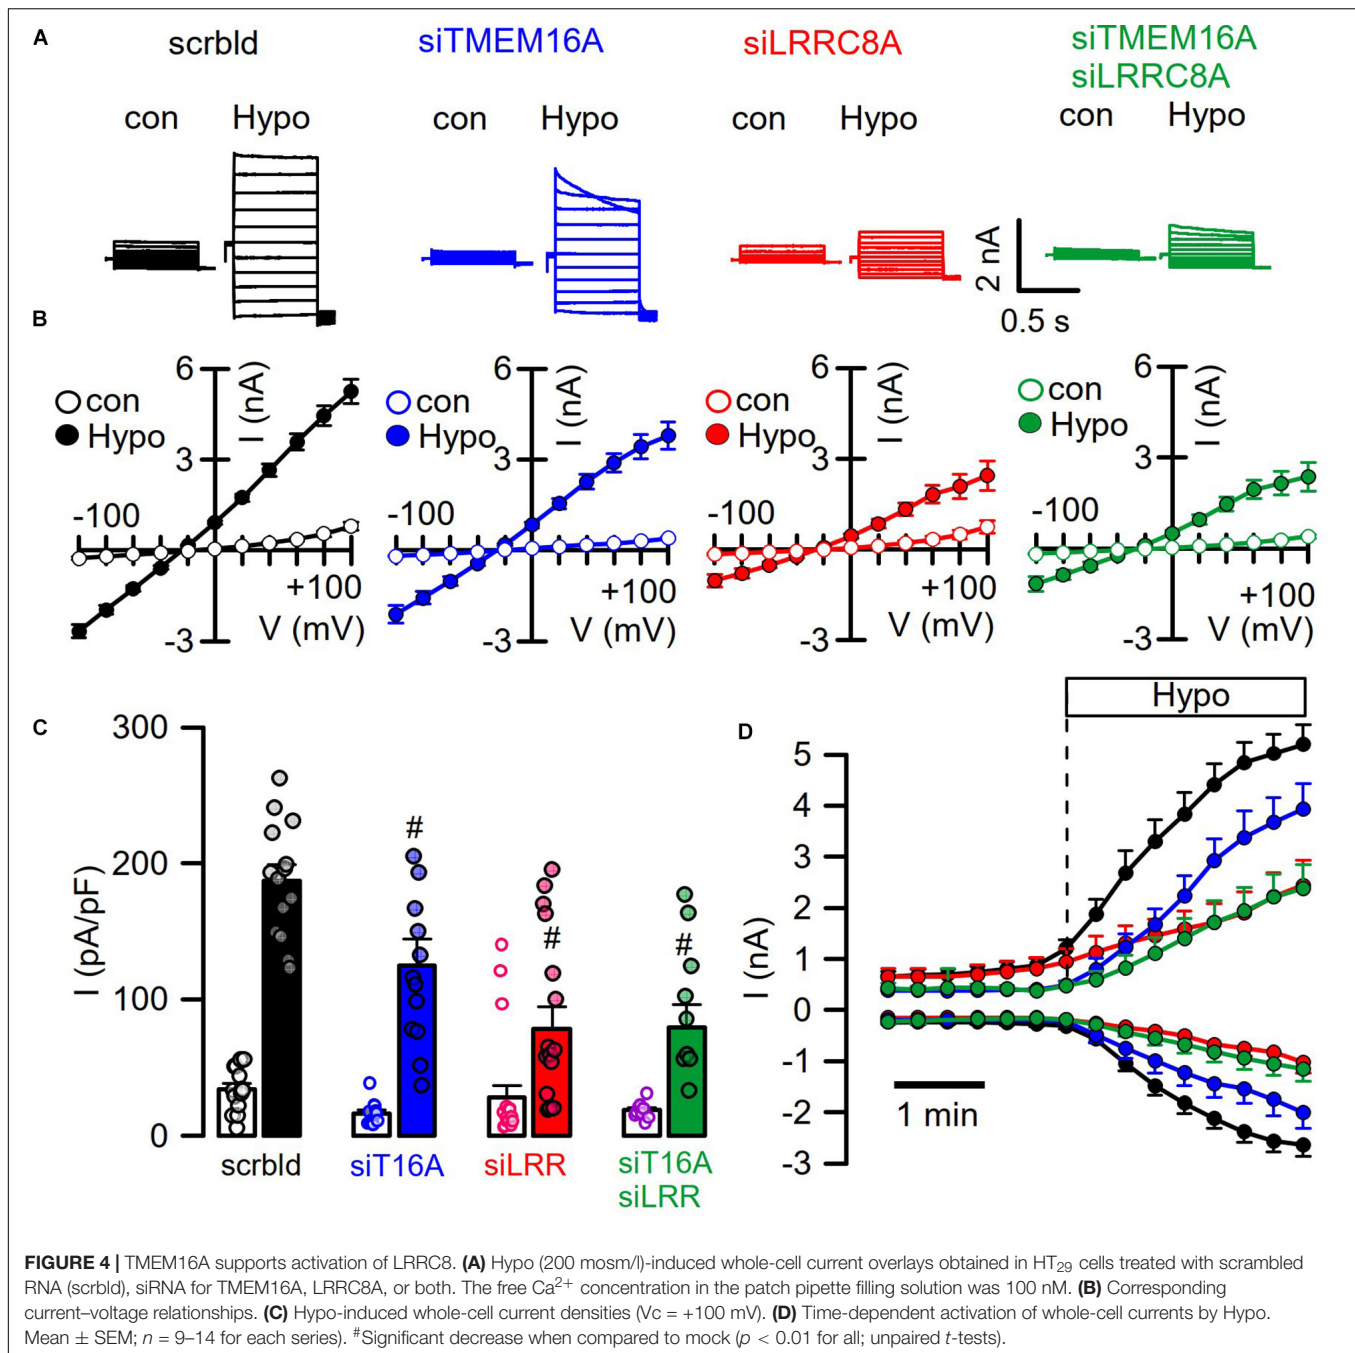 A
scrbld siTMEM16A siLRRC8A siTMEM16A
siLRRC8A
con Hypo con Hypo con Hypo con Hypo
2 nA
0.5 s
B
6 I (nA) 6 I (nA) 6 I (nA) 6 I (nA)
con con con con
Hypo Hypo Hypo Hypo
3 3 3 3
-100 -100 -100 -100
+100 +100 +100 +100
V (mV) V (mV) V (mV) V (mV)
-3 -3 -3 -3
C
300
200
100
0
I (pA/pF)
# # #
scrbld siT16A siLRR siT16A
siLRR
D
Hypo
5
4
3
2
1
0
-1
-2
-3
I (nA)
1 min
FIGURE 4 | TMEM16A supports activation of LRRC8. (A) Hypo (200 mosm/l)-induced whole-cell current overlays obtained in HT29 cells treated with scrambled
RNA (scrbld), siRNA for TMEM16A, LRRC8A, or both. The free Ca2+ concentration in the patch pipette filling solution was 100 nM. (B) Corresponding
current–voltage relationships. (C) Hypo-induced whole-cell current densities (Vc = +100 mV). (D) Time-dependent activation of whole-cell currents by Hypo.
Mean ± SEM; n = 9–14 for each series). #Significant decrease when compared to mock (p < 0.01 for all; unpaired t-tests).